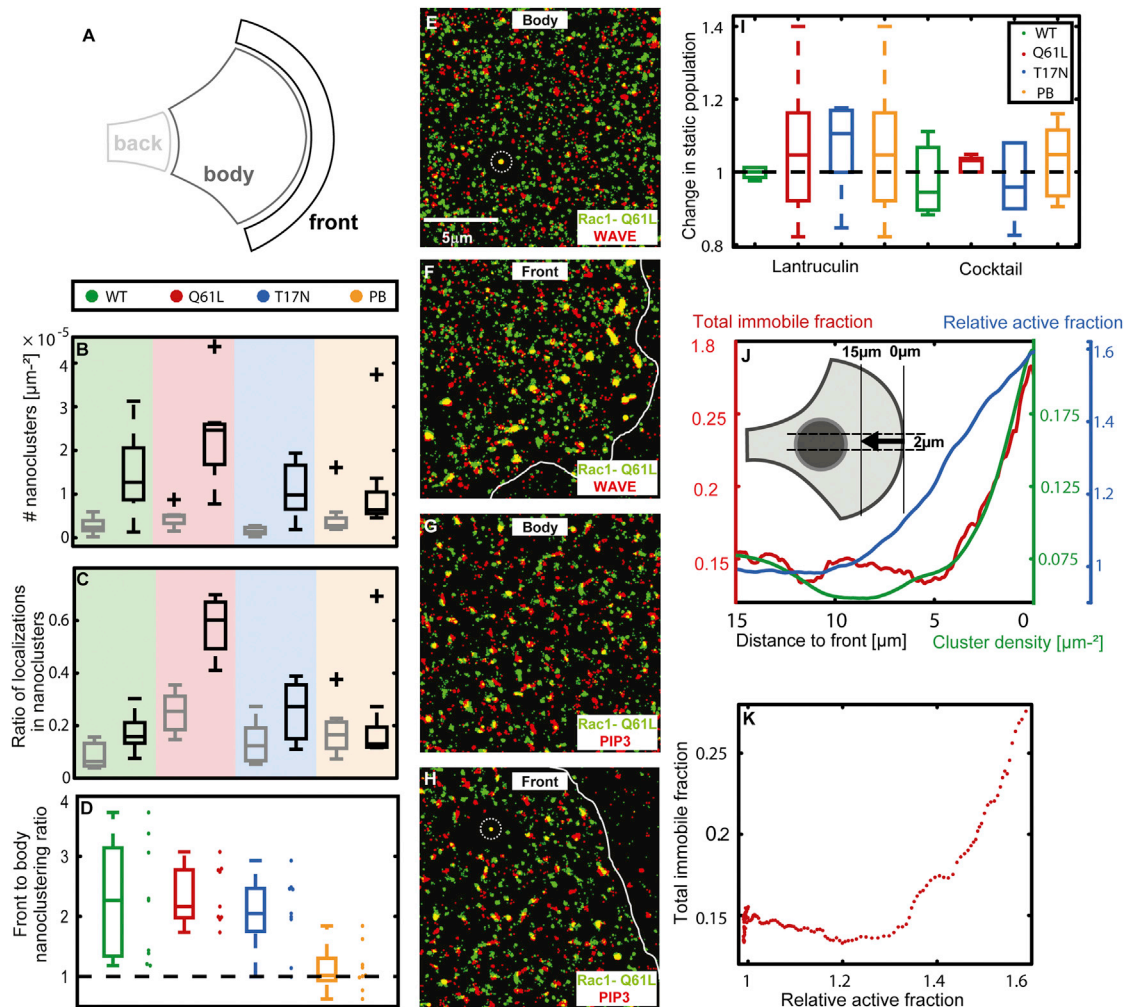 A
back
body
front
WT
Q61L
T17N
PB
B
# nanoclusters [μm-²] × 10⁻⁵
4
3
2
1
0
C
Ratio of localizations
in nanoclusters
0.6
0.4
0.2
0
D
Front to body
nanoclustering ratio
4
3
2
1
E
Body
5μm
Rac1- Q61L
WAVE
F
Front
Rac1- Q61L
WAVE
G
Body
Rac1- Q61L
PIP3
H
Front
Rac1- Q61L
PIP3
I
Change in static population
1.4
1.2
1
0.8
WT
Q61L
T17N
PB
Lantruculin
Cocktail
Total immobile fraction
Relative active fraction
J
1.8
0.25
0.2
0.15
15μm
0μm
2μm
0.175
0.125
0.075
1.6
1.4
1.2
1
15
10
5
0
Distance to front [μm]
Cluster density [μm-²]
K
Total immobile fraction
0.25
0.2
0.15
1
1.2
1.4
1.6
Relative active fraction